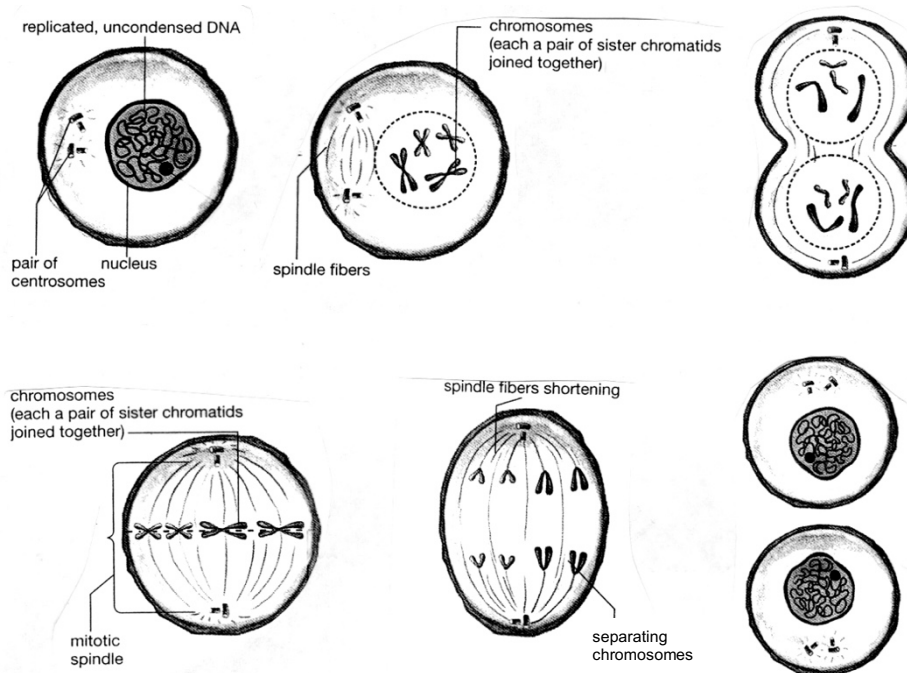 replicated, uncondensed DNA
chromosomes
(each a pair of sister chromatids
joined together)
pair of
centrosomes
nucleus
spindle fibers
chromosomes
(each a pair of sister chromatids
joined together)
spindle fibers shortening
mitotic
spindle
separating
chromosomes